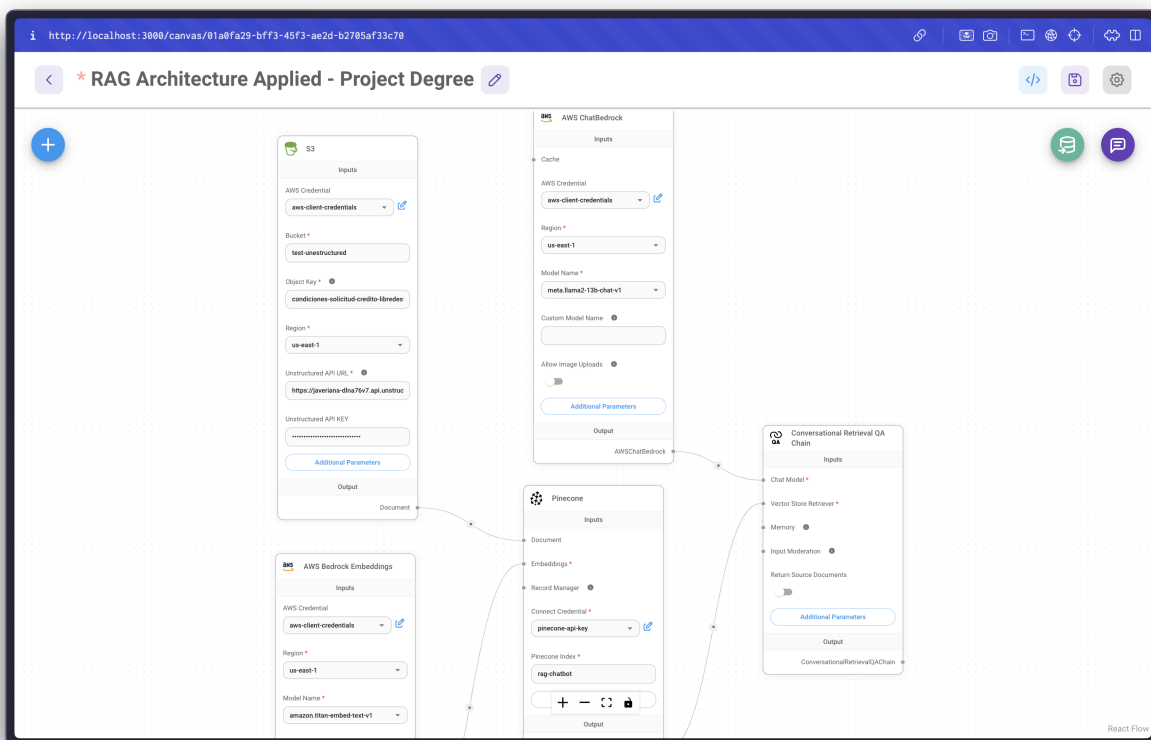 i http://localhost:3000/canvas/01a0fa29-bff3-45f3-ae2d-b2705af33c70
* RAG Architecture Applied - Project Degree
</>
S3
Inputs
AWS Credential
aws-client-credentials
Bucket *
test-unestructured
Object Key *
condiciones-solicitud-credito-libredes
Region *
us-east-1
Unstructured API URL *
https://javeriana-dlna76v7.api.unstruc
Unstructured API KEY
••••••••••••••••••••••••••••••
Additional Parameters
Output
Document
AWS Bedrock Embeddings
Inputs
AWS Credential
aws-client-credentials
Region *
us-east-1
Model Name *
amazon.titan-embed-text-v1
aws
AWS ChatBedrock
Inputs
Cache
AWS Credential
aws-client-credentials
Region *
us-east-1
Model Name *
meta.llama2-13b-chat-v1
Custom Model Name
Allow Image Uploads
Additional Parameters
Output
AWSChatBedrock
Pinecone
Inputs
Document
Embeddings *
Record Manager
Connect Credential *
pinecone-api-key
Pinecone Index *
rag-chatbot
Output
QA
Conversational Retrieval QA
Chain
Inputs
Chat Model *
Vector Store Retriever *
Memory
Input Moderation
Return Source Documents
Additional Parameters
Output
ConversationalRetrievalQAChain
React Flow